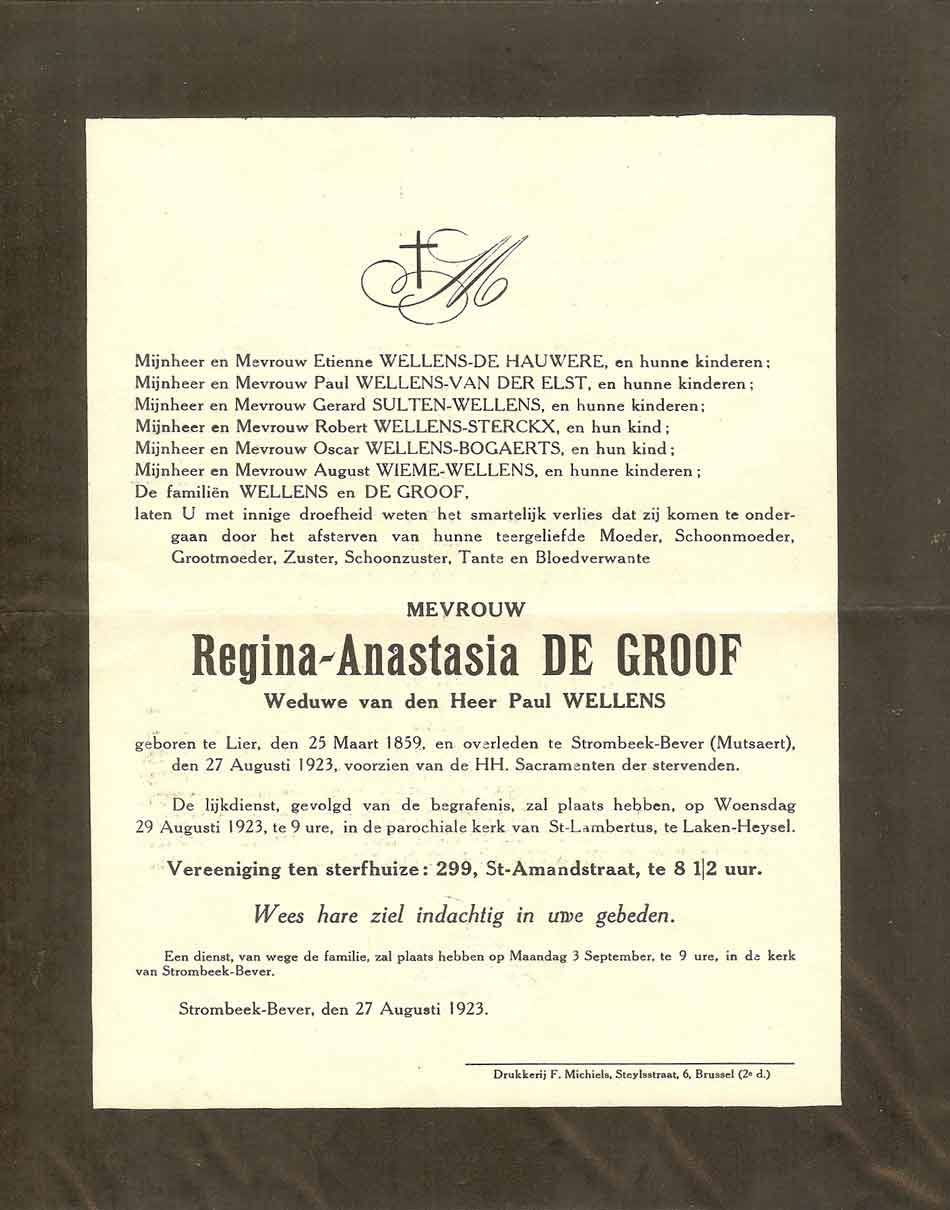 M
Mijnheer en Mevrouw Etienne WELLENS-DE HAUWERE, en hunne kinderen;
Mijnheer en Mevrouw Paul WELLENS-VAN DER ELST, en hunne kinderen;
Mijnheer en Mevrouw Gerard SULTEN-WELLENS, en hunne kinderen;
Mijnheer en Mevrouw Robert WELLENS-STERCKX, en hun kind;
Mijnheer en Mevrouw Oscar WELLENS-BOGAERTS, en hun kind;
Mijnheer en Mevrouw August WIEME-WELLENS, en hunne kinderen;
De familiën WELLENS en DE GROOF,
laten U met innige droefheid weten het smartelijk verlies dat zij komen te onder-
gaan door het afsterven van hunne teergeliefde Moeder, Schoonmoeder,
Grootmoeder, Zuster, Schoonzuster, Tante en Bloedverwante
MEVROUW
Regina-Anastasia DE GROOF
Weduwe van den Heer Paul WELLENS
geboren te Lier, den 25 Maart 1859, en overleden te Strombeek-Bever (Mutsaert),
den 27 Augusti 1923, voorzien van de HH. Sacramenten der stervenden.
De lijkdienst, gevolgd van de begrafenis, zal plaats hebben, op Woensdag
29 Augusti 1923, te 9 ure, in de parochiale kerk van St-Lambertus, te Laken-Heysel.
Vereeniging ten sterfhuize: 299, St-Amandstraat, te 8 1|2 uur.
Wees hare ziel indachtig in uwe gebeden.
Een dienst, van wege de familie, zal plaats hebben op Maandag 3 September, te 9 ure, in de kerk
van Strombeek-Bever.
Strombeek-Bever, den 27 Augusti 1923.
Drukkerij F. Michiels, Steylsstraat, 6, Brussel (2e d.)